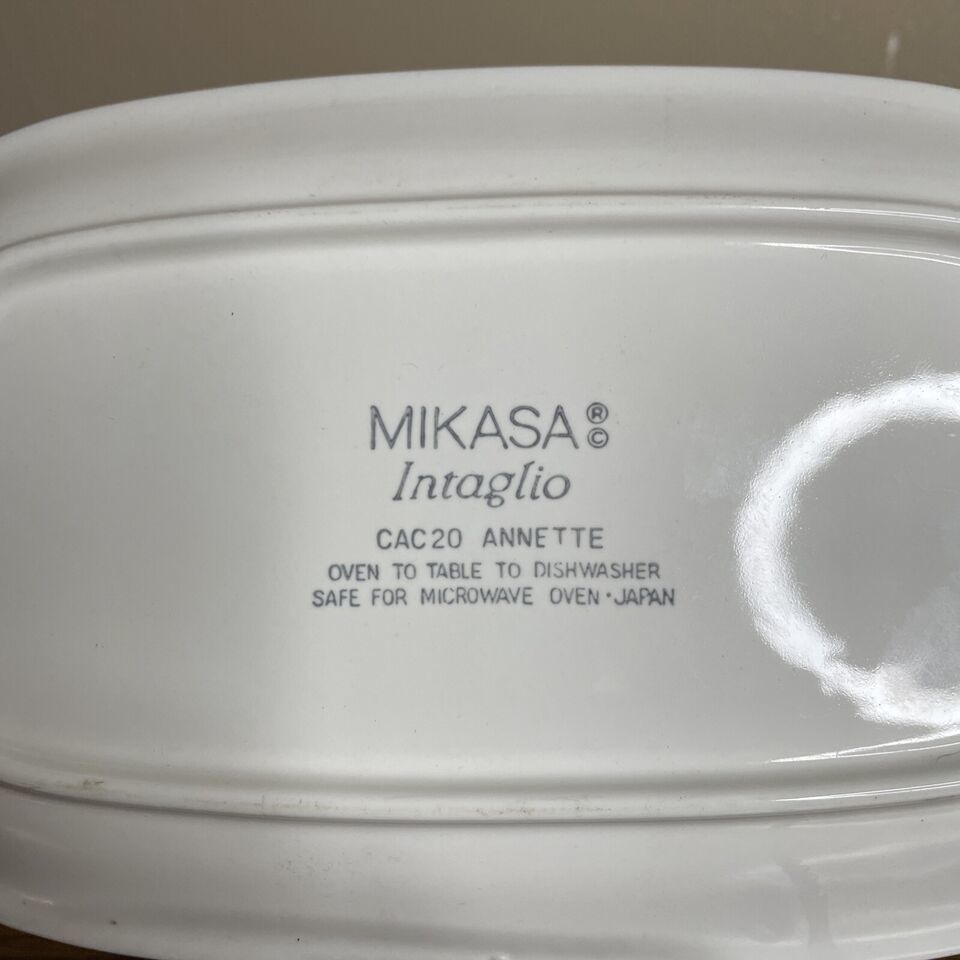 MIKASA ® ©
Intaglio
CAC20 ANNETTE
OVEN TO TABLE TO DISHWASHER
SAFE FOR MICROWAVE OVEN·JAPAN